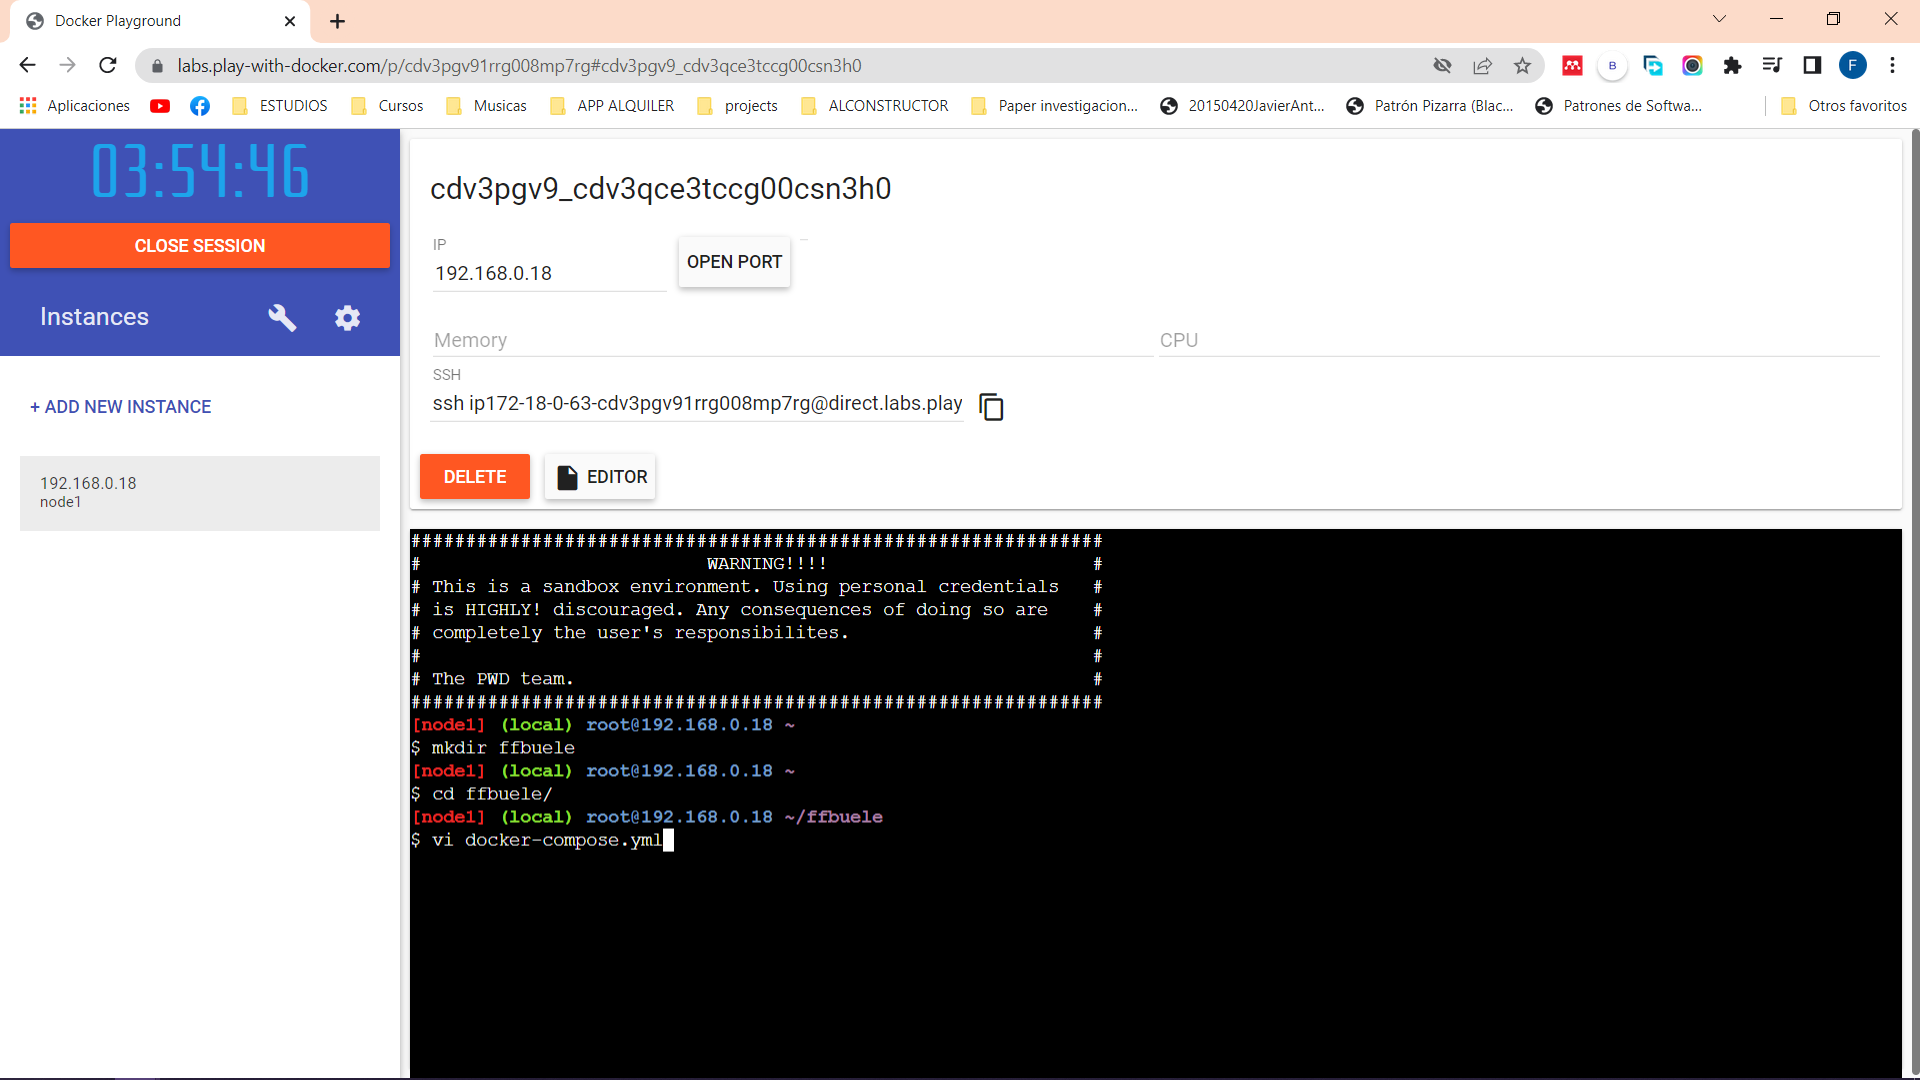 Docker Playground
labs.play-with-docker.com/p/cdv3pgv91rrg008mp7rg#cdv3pgv9_cdv3qce3tccg00csn3h0
B
F
Aplicaciones
ESTUDIOS
Cursos
Musicas
APP ALQUILER
projects
ALCONSTRUCTOR
Paper investigacion...
20150420JavierAnt...
Patrón Pizarra (Blac...
Patrones de Softwa...
Otros favoritos
03:54:46
CLOSE SESSION
Instances
+ ADD NEW INSTANCE
192.168.0.18
node1
cdv3pgv9_cdv3qce3tccg00csn3h0
IP
192.168.0.18
OPEN PORT
Memory
CPU
SSH
ssh ip172-18-0-63-cdv3pgv91rrg008mp7rg@direct.labs.play
DELETE
EDITOR
###############################################################
# WARNING!!!! #
# This is a sandbox environment. Using personal credentials #
# is HIGHLY! discouraged. Any consequences of doing so are #
# completely the user's responsibilites. #
# #
# The PWD team. #
###############################################################
[node1] (local) root@192.168.0.18 ~
$ mkdir ffbuele
[node1] (local) root@192.168.0.18 ~
$ cd ffbuele/
[node1] (local) root@192.168.0.18 ~/ffbuele
$ vi docker-compose.yml